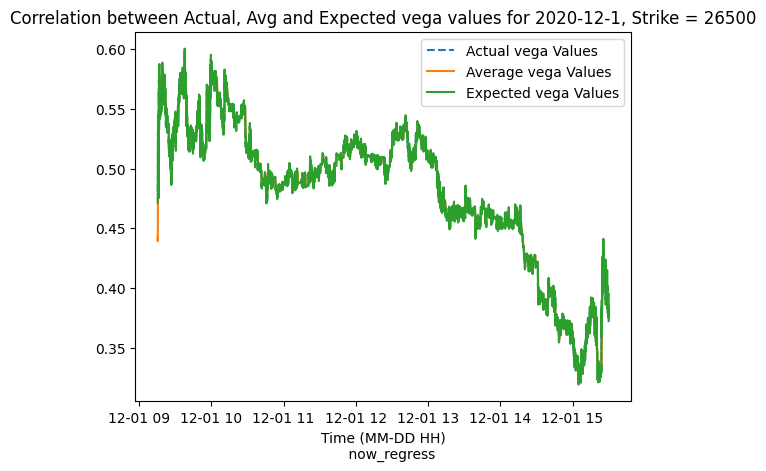 Correlation between Actual, Avg and Expected vega values for 2020-12-1, Strike = 26500
Actual vega Values
Average vega Values
Expected vega Values
0.60
0.55
0.50
0.45
0.40
0.35
12-01 09 12-01 10 12-01 11 12-01 12 12-01 13 12-01 14 12-01 15
Time (MM-DD HH)
now_regress